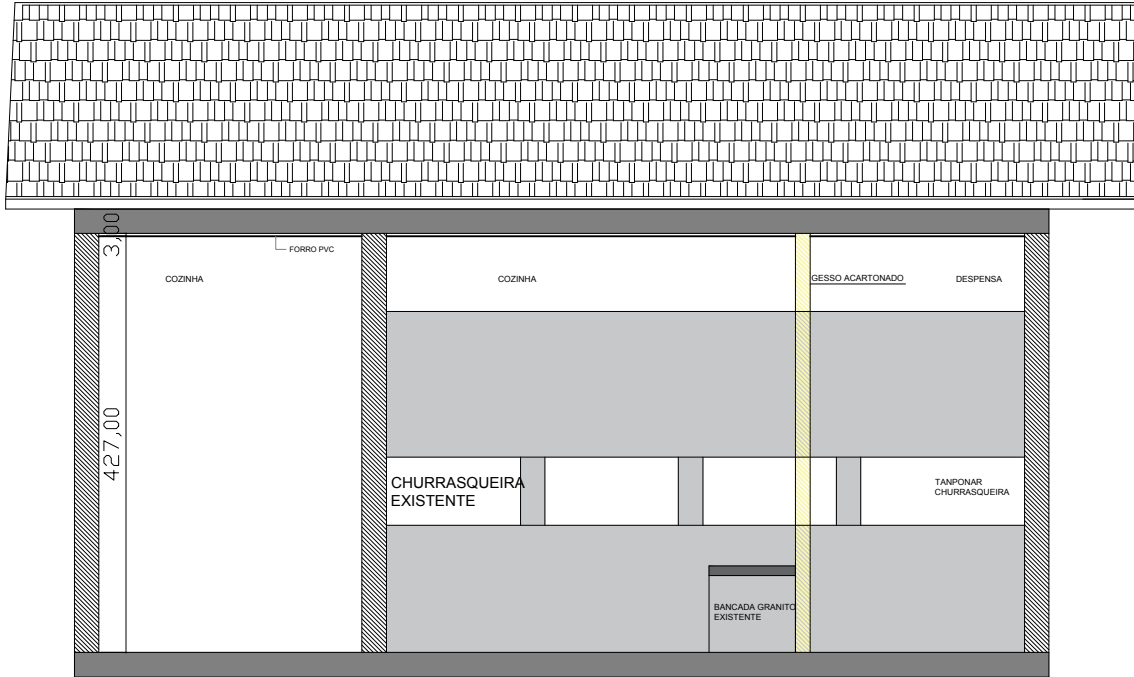 3,00
FORRO PVC
COZINHA
COZINHA
GESSO ACARTONADO
DESPENSA
427,00
CHURRASQUEIRA
EXISTENTE
TANPONAR
CHURRASQUEIRA
BANCADA GRANITO
EXISTENTE